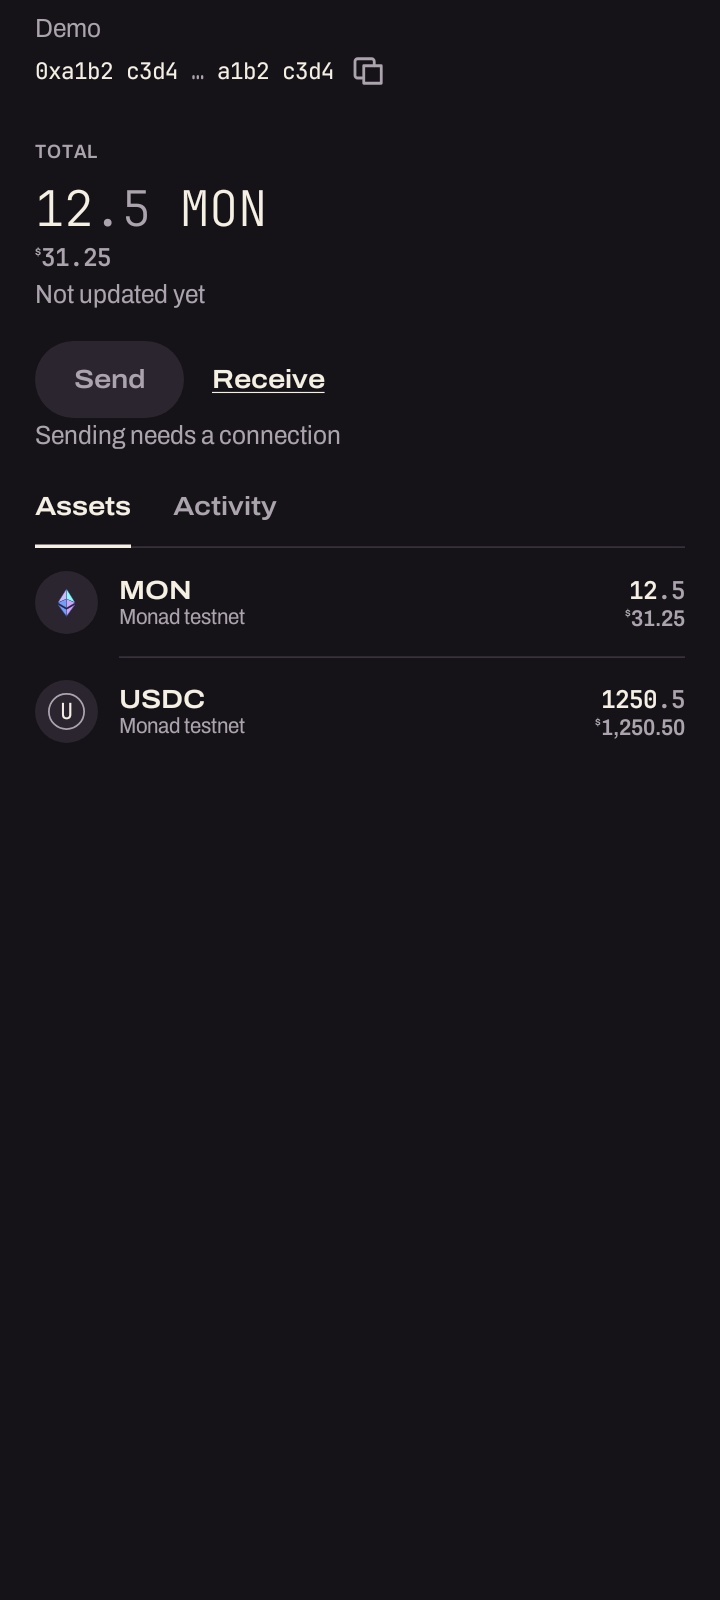 Demo
0xa1b2 c3d4 … a1b2 c3d4
TOTAL
12.5 MON
$31.25
Not updated yet
Send Receive
Sending needs a connection
Assets Activity
MON 12.5
Monad testnet $31.25
U USDC 1250.5
Monad testnet $1,250.50